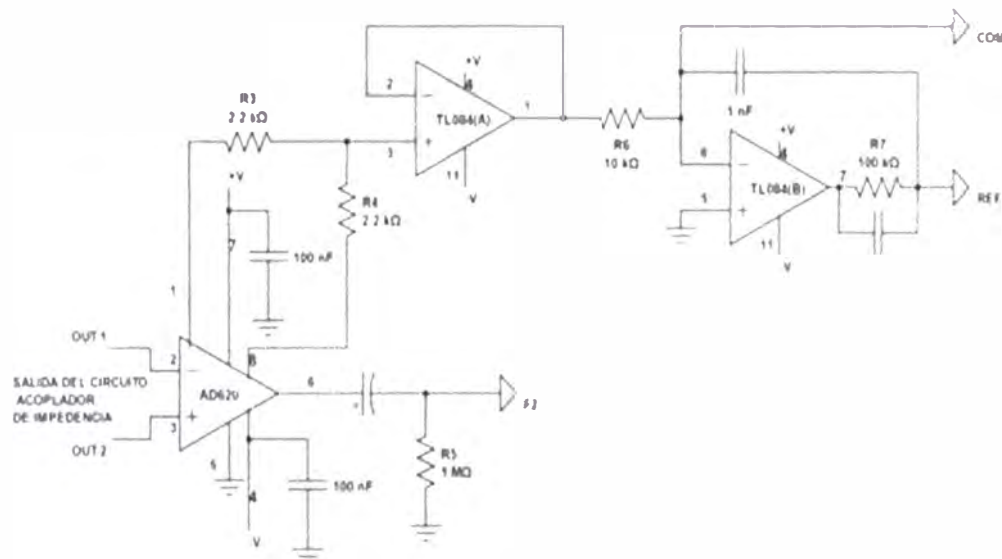 COM
+V
2
4
R3
2.2 kΩ
TL084(A)
1
1 nF
3
R6
10 kΩ
+V
4
R7
100 kΩ
+V
11
V
6
R4
2.2 kΩ
TL084(B)
7
REF
5
7
100 nF
11
V
1
OUT 1
2
8
SALIDA DEL CIRCUITO
ACOPLADOR
DE IMPEDENCIA
AD620
6
+
3
R5
1 MΩ
OUT 2
5
4
100 nF
V